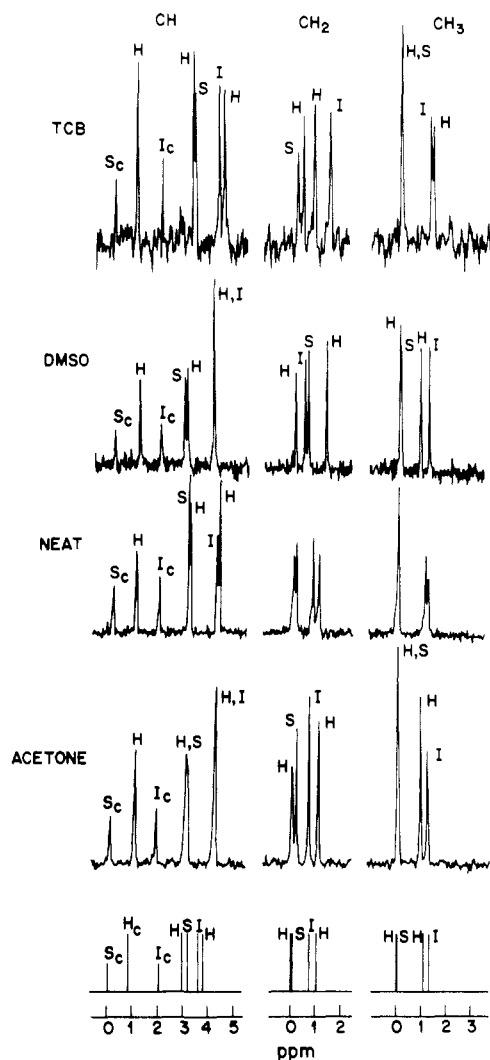 CH CH2 CH3
TCB
Sc H Ic H S I H
S H H I
H,S I H
DMSO
Sc H Ic S H H,I
H I S H
H S H I
NEAT
Sc H Ic S H I H
ACETONE
Sc H Ic H,S H,I
H S I H
H,S H I
Sc Hc Ic H S I H
H S I H
H S H I
0 1 2 3 4 5 0 1 2 0 1 2 3
ppm